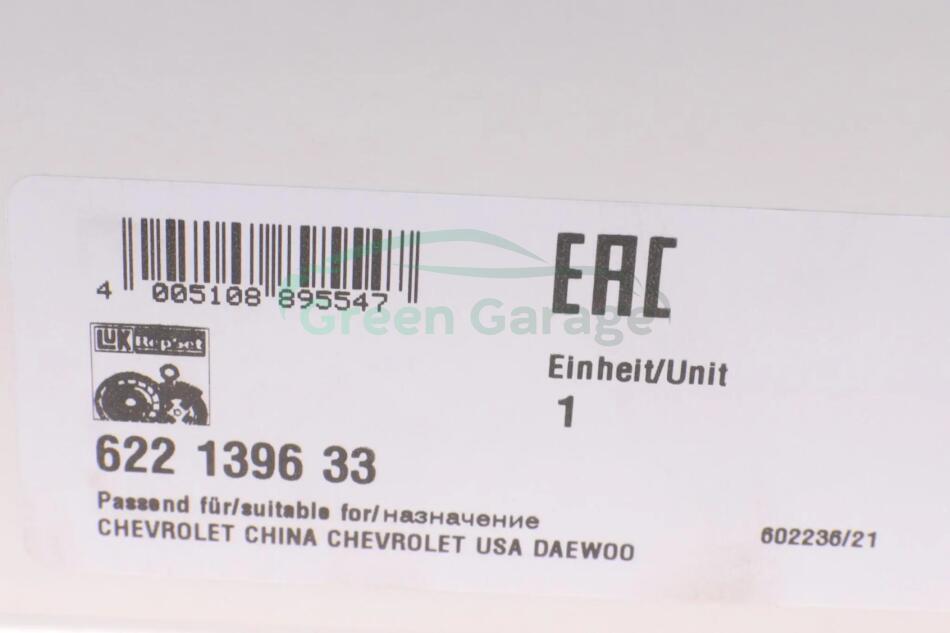 4 005108 895547
EAC
LUK RepSet
Einheit/Unit
1
622 1396 33
Passend für/suitable for/назначение
CHEVROLET CHINA CHEVROLET USA DAEWOO
602236/21
Green Garage